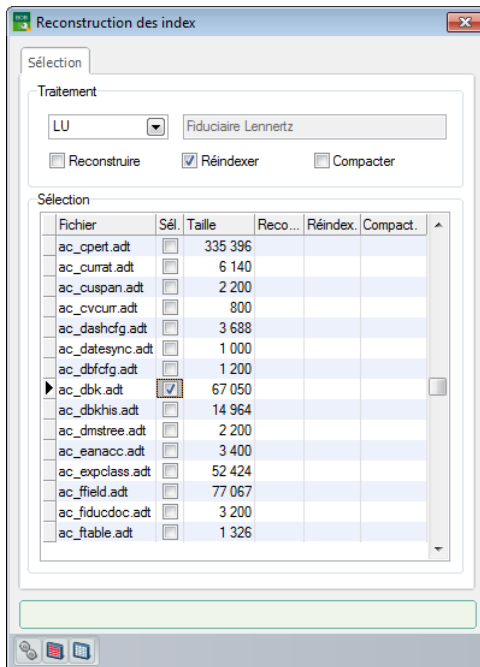 Reconstruction des index
Sélection
Traitement
LU Fiduciaire Lennertz
Reconstruire Réindexer Compacter
Sélection
Fichier Sél. Taille Reco... Réindex. Compact.
ac_cpert.adt 335 396
ac_currat.adt 6 140
ac_cuspan.adt 2 200
ac_cvcurr.adt 800
ac_dashcfg.adt 3 688
ac_datesync.adt 1 000
ac_dbfcfg.adt 1 200
ac_dbk.adt 67 050
ac_dbkhis.adt 14 964
ac_dmstree.adt 2 200
ac_eanacc.adt 3 400
ac_expclass.adt 52 424
ac_ffield.adt 77 067
ac_fiducdoc.adt 3 200
ac_ftable.adt 1 326